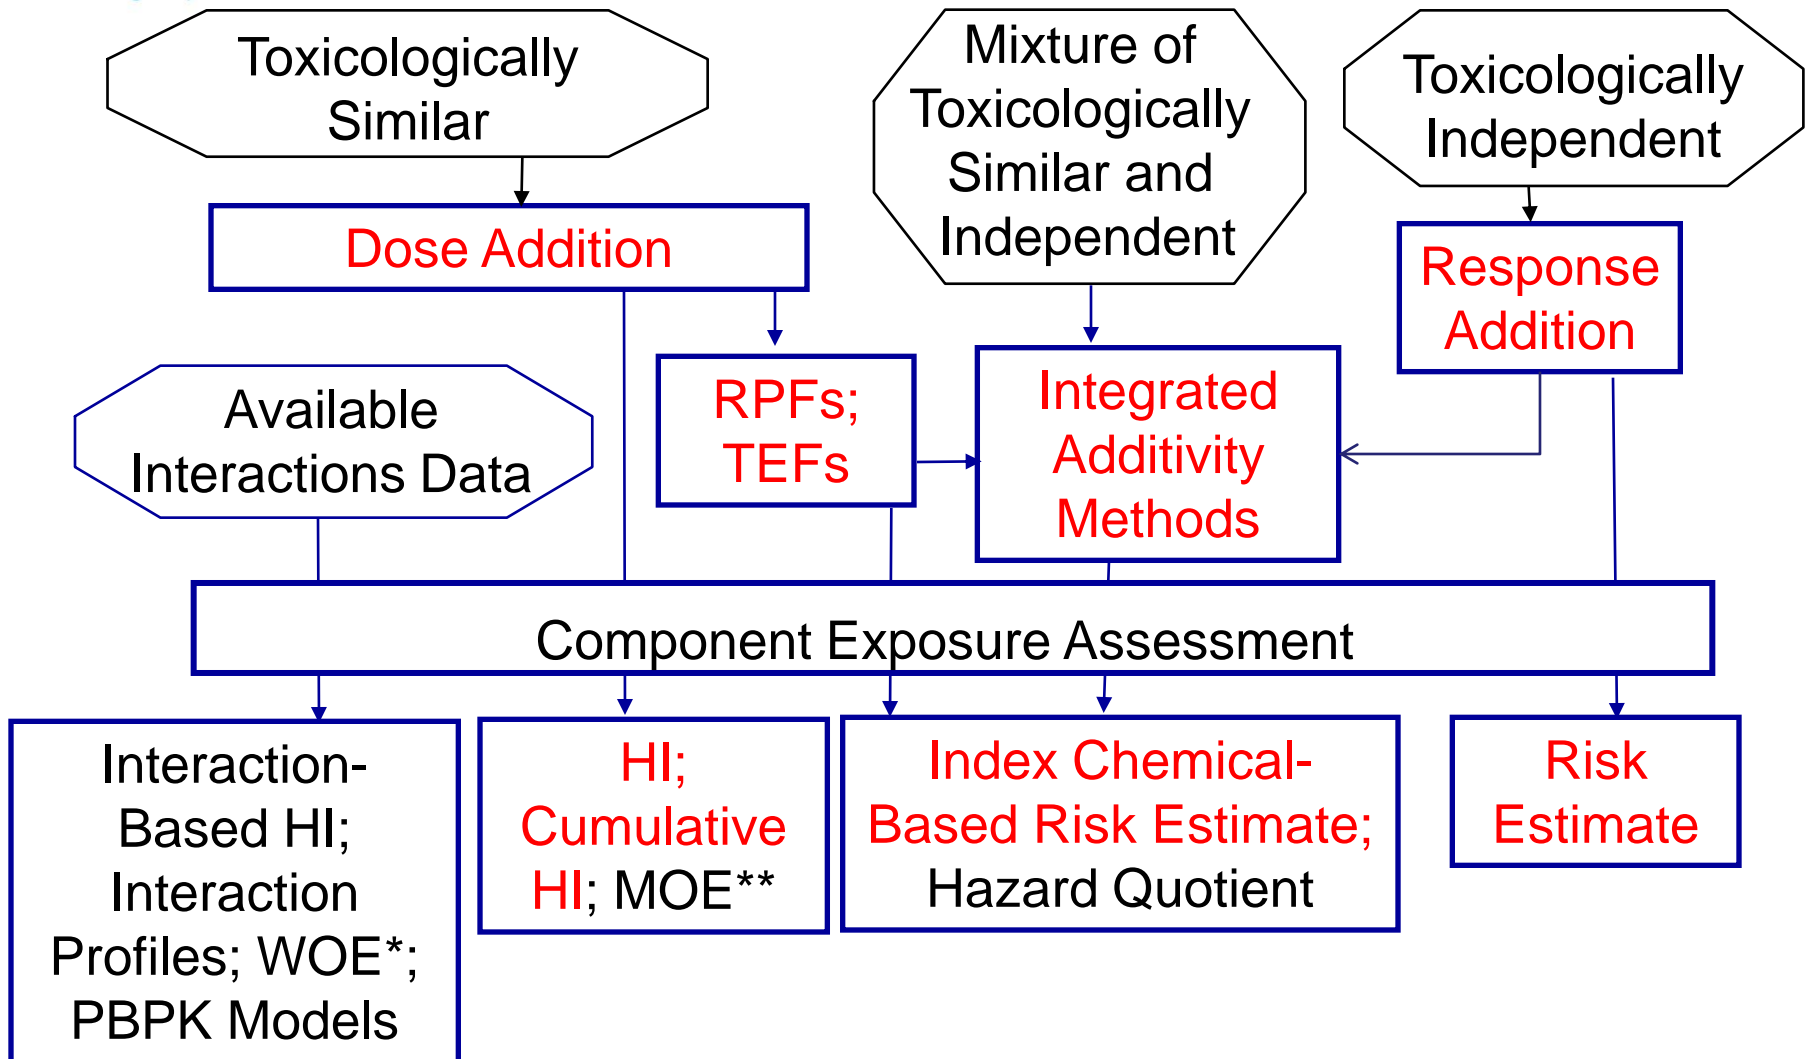 Toxicologically
Similar
Mixture of
Toxicologically
Similar and
Independent
Toxicologically
Independent
Dose Addition
Response
Addition
Available
Interactions Data
RPFs;
TEFs
Integrated
Additivity
Methods
Component Exposure Assessment
Interaction-
Based HI;
Interaction
Profiles; WOE*;
PBPK Models
HI;
Cumulative
HI; MOE**
Index Chemical-
Based Risk Estimate;
Hazard Quotient
Risk
Estimate